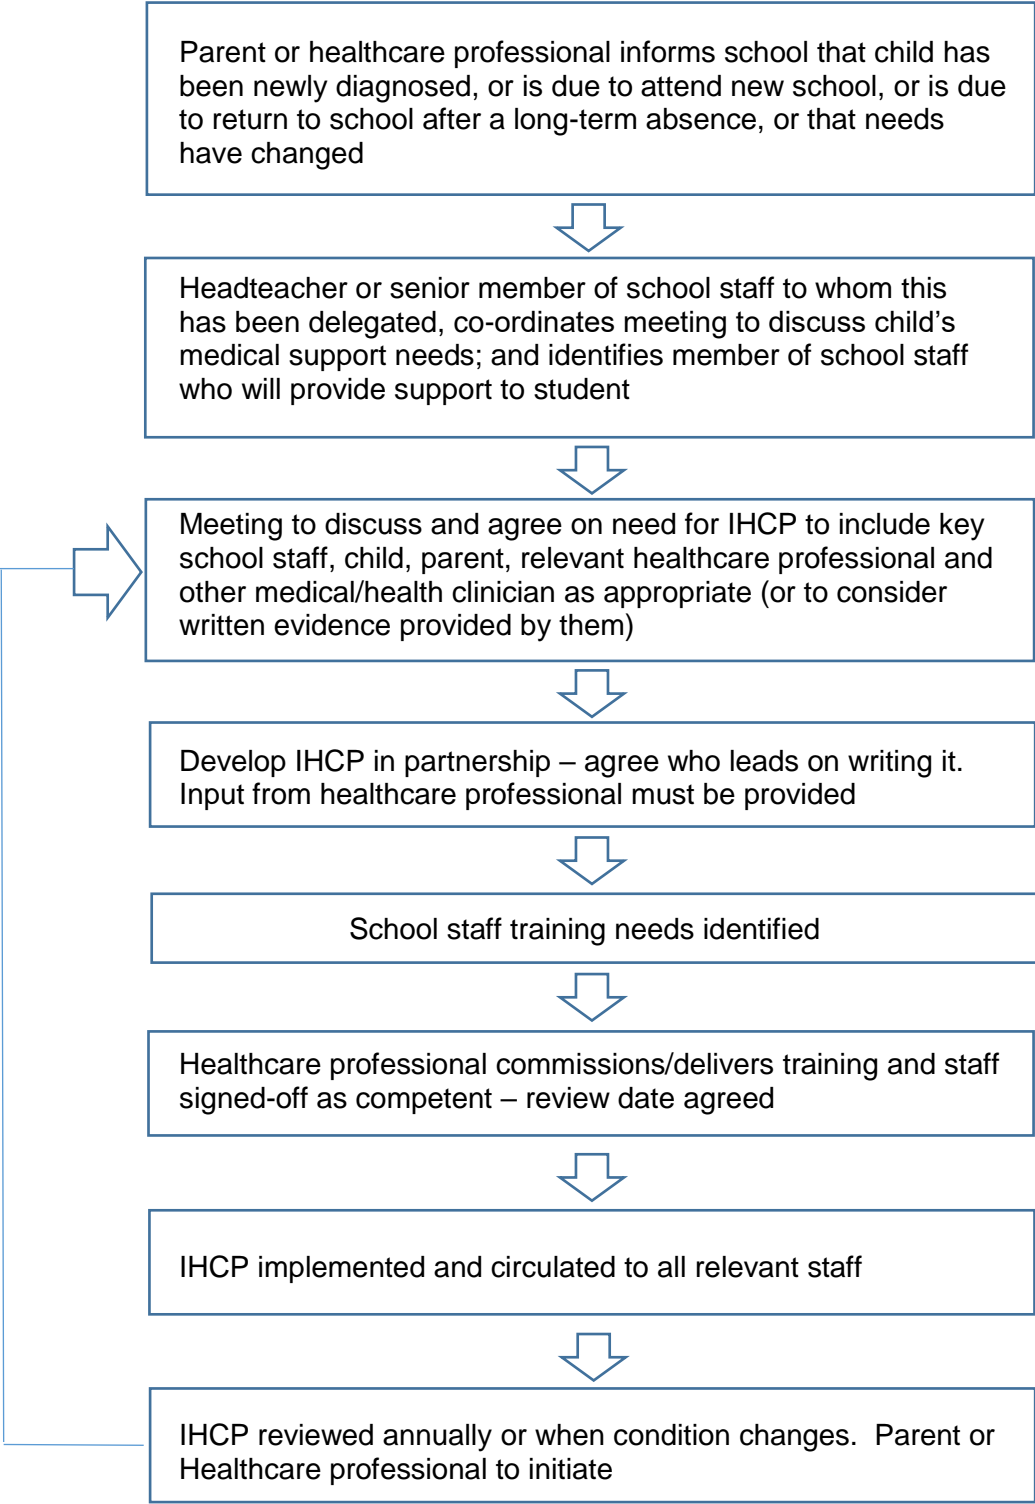 Parent or healthcare professional informs school that child has
been newly diagnosed, or is due to attend new school, or is due
to return to school after a long-term absence, or that needs
have changed
Headteacher or senior member of school staff to whom this
has been delegated, co-ordinates meeting to discuss child’s
medical support needs; and identifies member of school staff
who will provide support to student
Meeting to discuss and agree on need for IHCP to include key
school staff, child, parent, relevant healthcare professional and
other medical/health clinician as appropriate (or to consider
written evidence provided by them)
Develop IHCP in partnership – agree who leads on writing it.
Input from healthcare professional must be provided
School staff training needs identified
Healthcare professional commissions/delivers training and staff
signed-off as competent – review date agreed
IHCP implemented and circulated to all relevant staff
IHCP reviewed annually or when condition changes.  Parent or
Healthcare professional to initiate